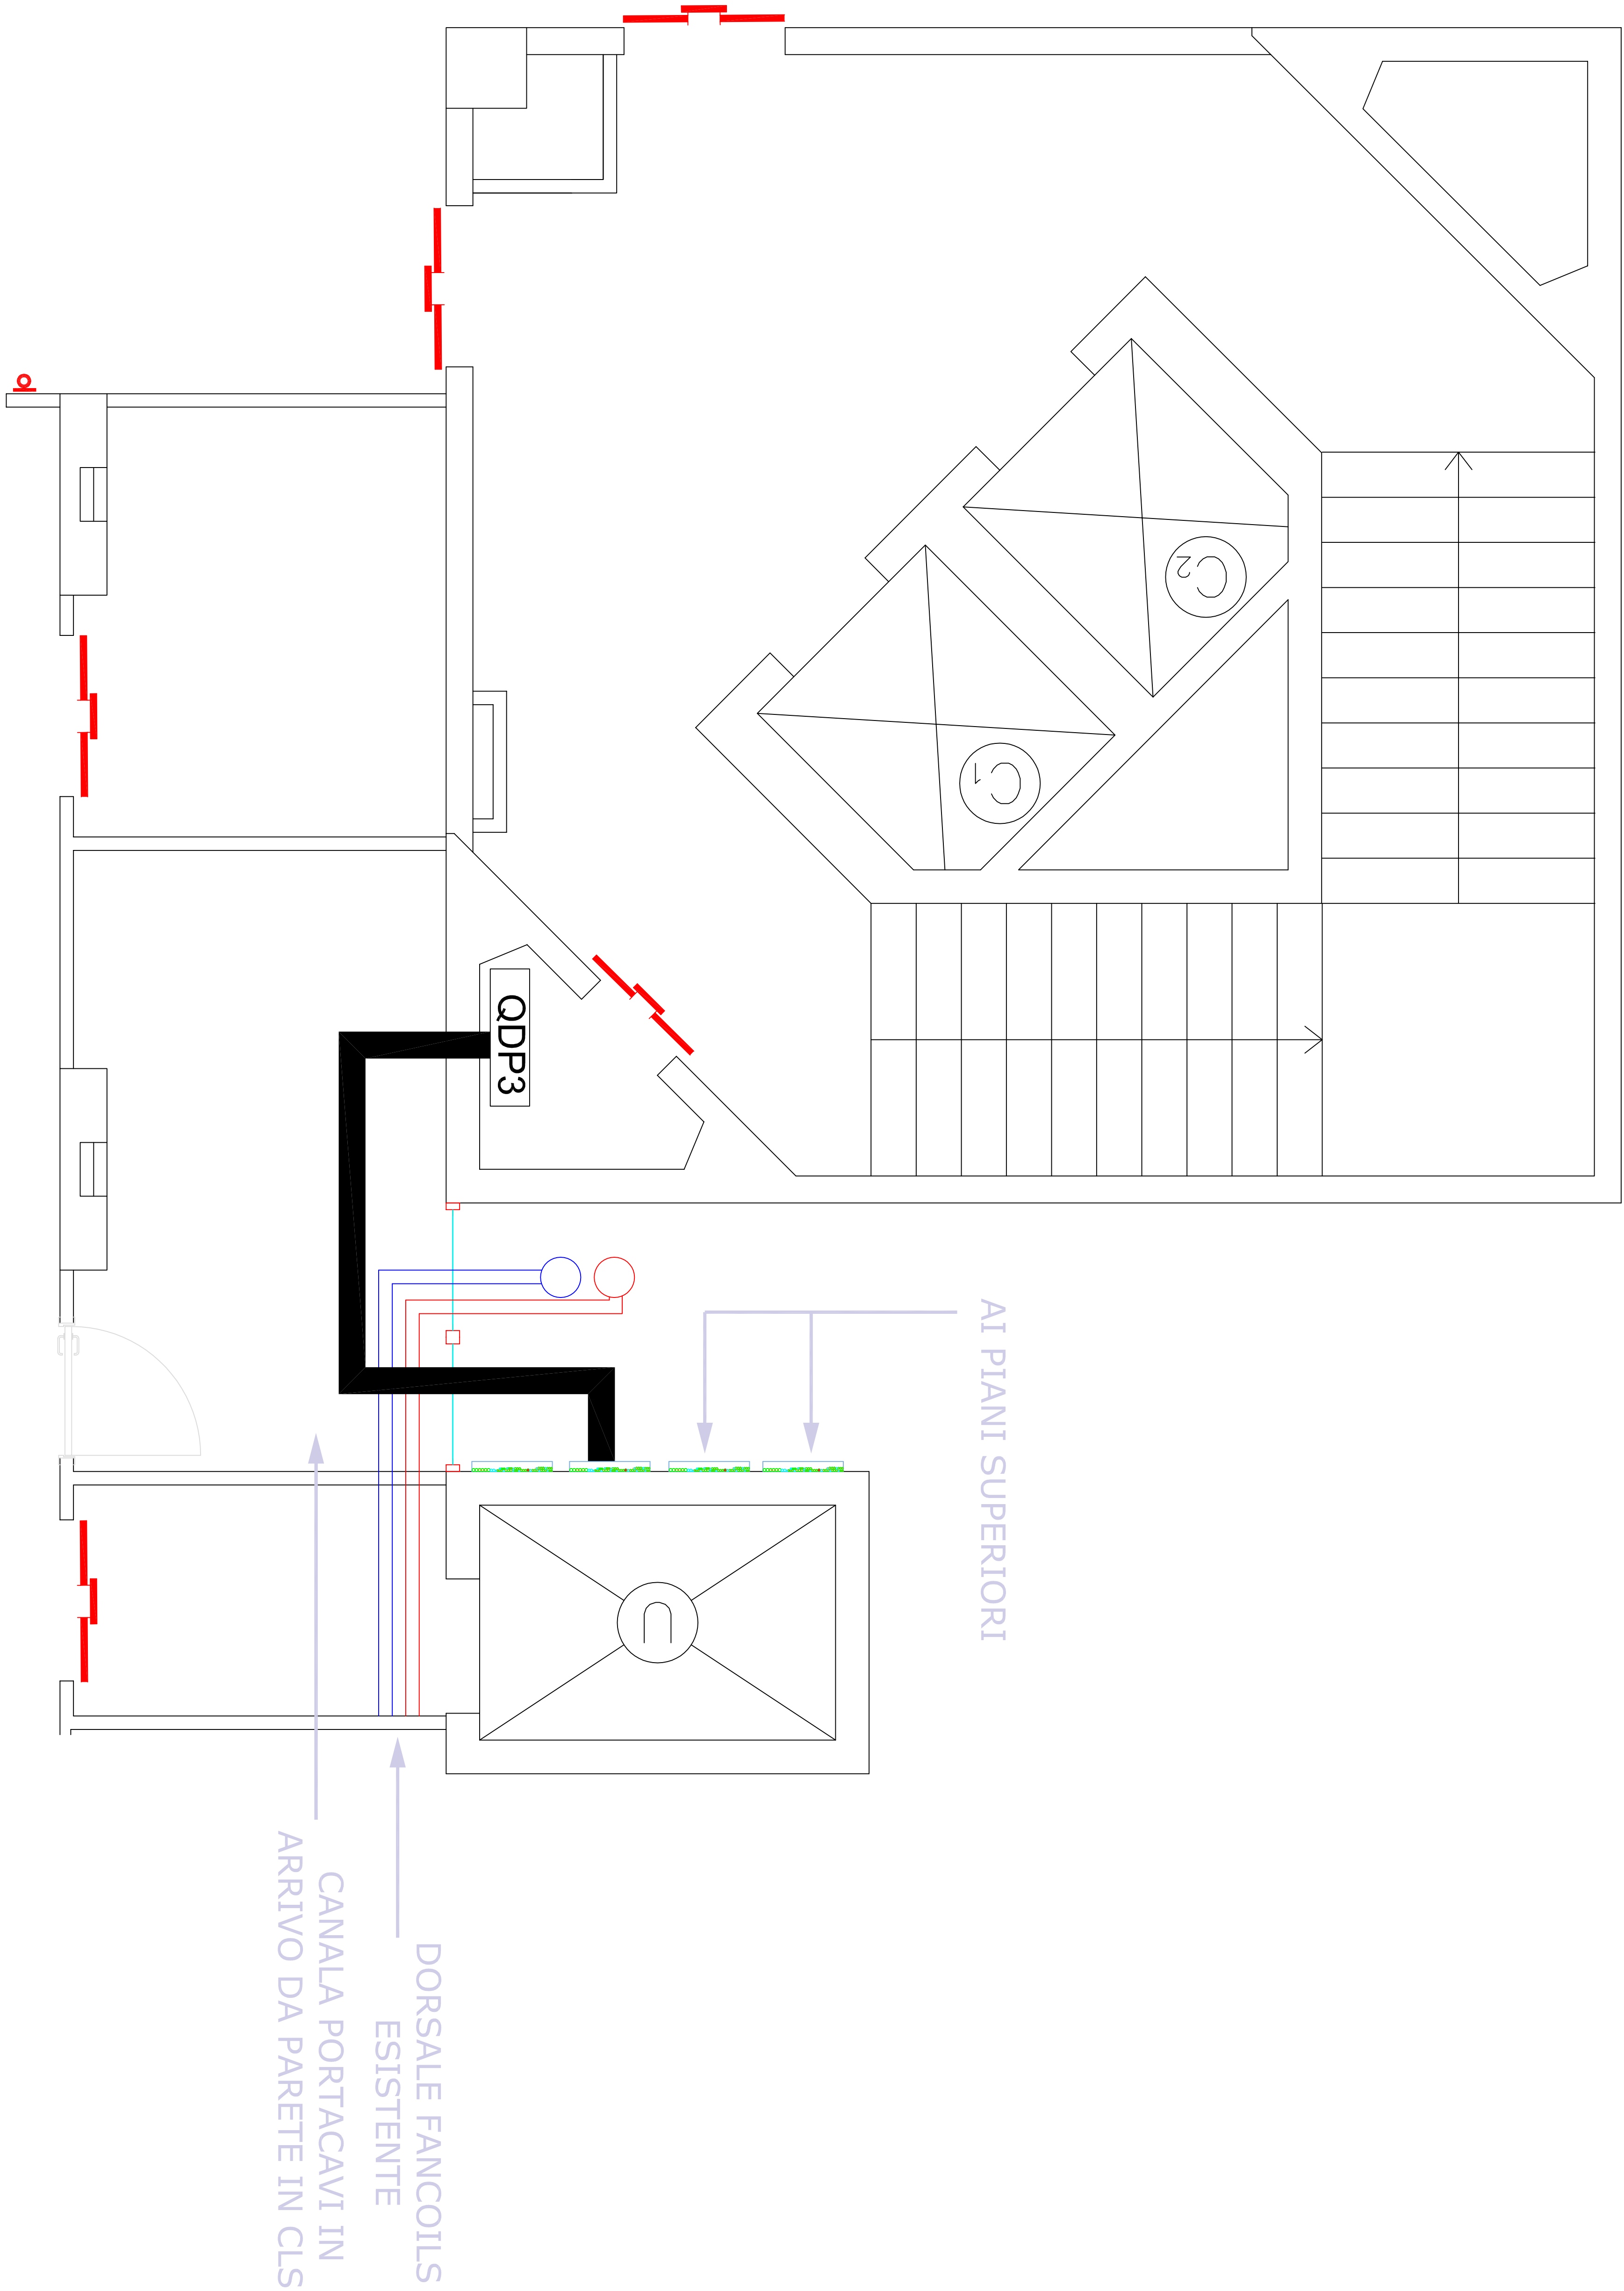 C2
C1
QDP3
AI PIANI SUPERIORI
U
DORSALE FANCOILS
ESISTENTE
CANALA PORTACAVI IN
ARRIVO DA PARETE IN CLS